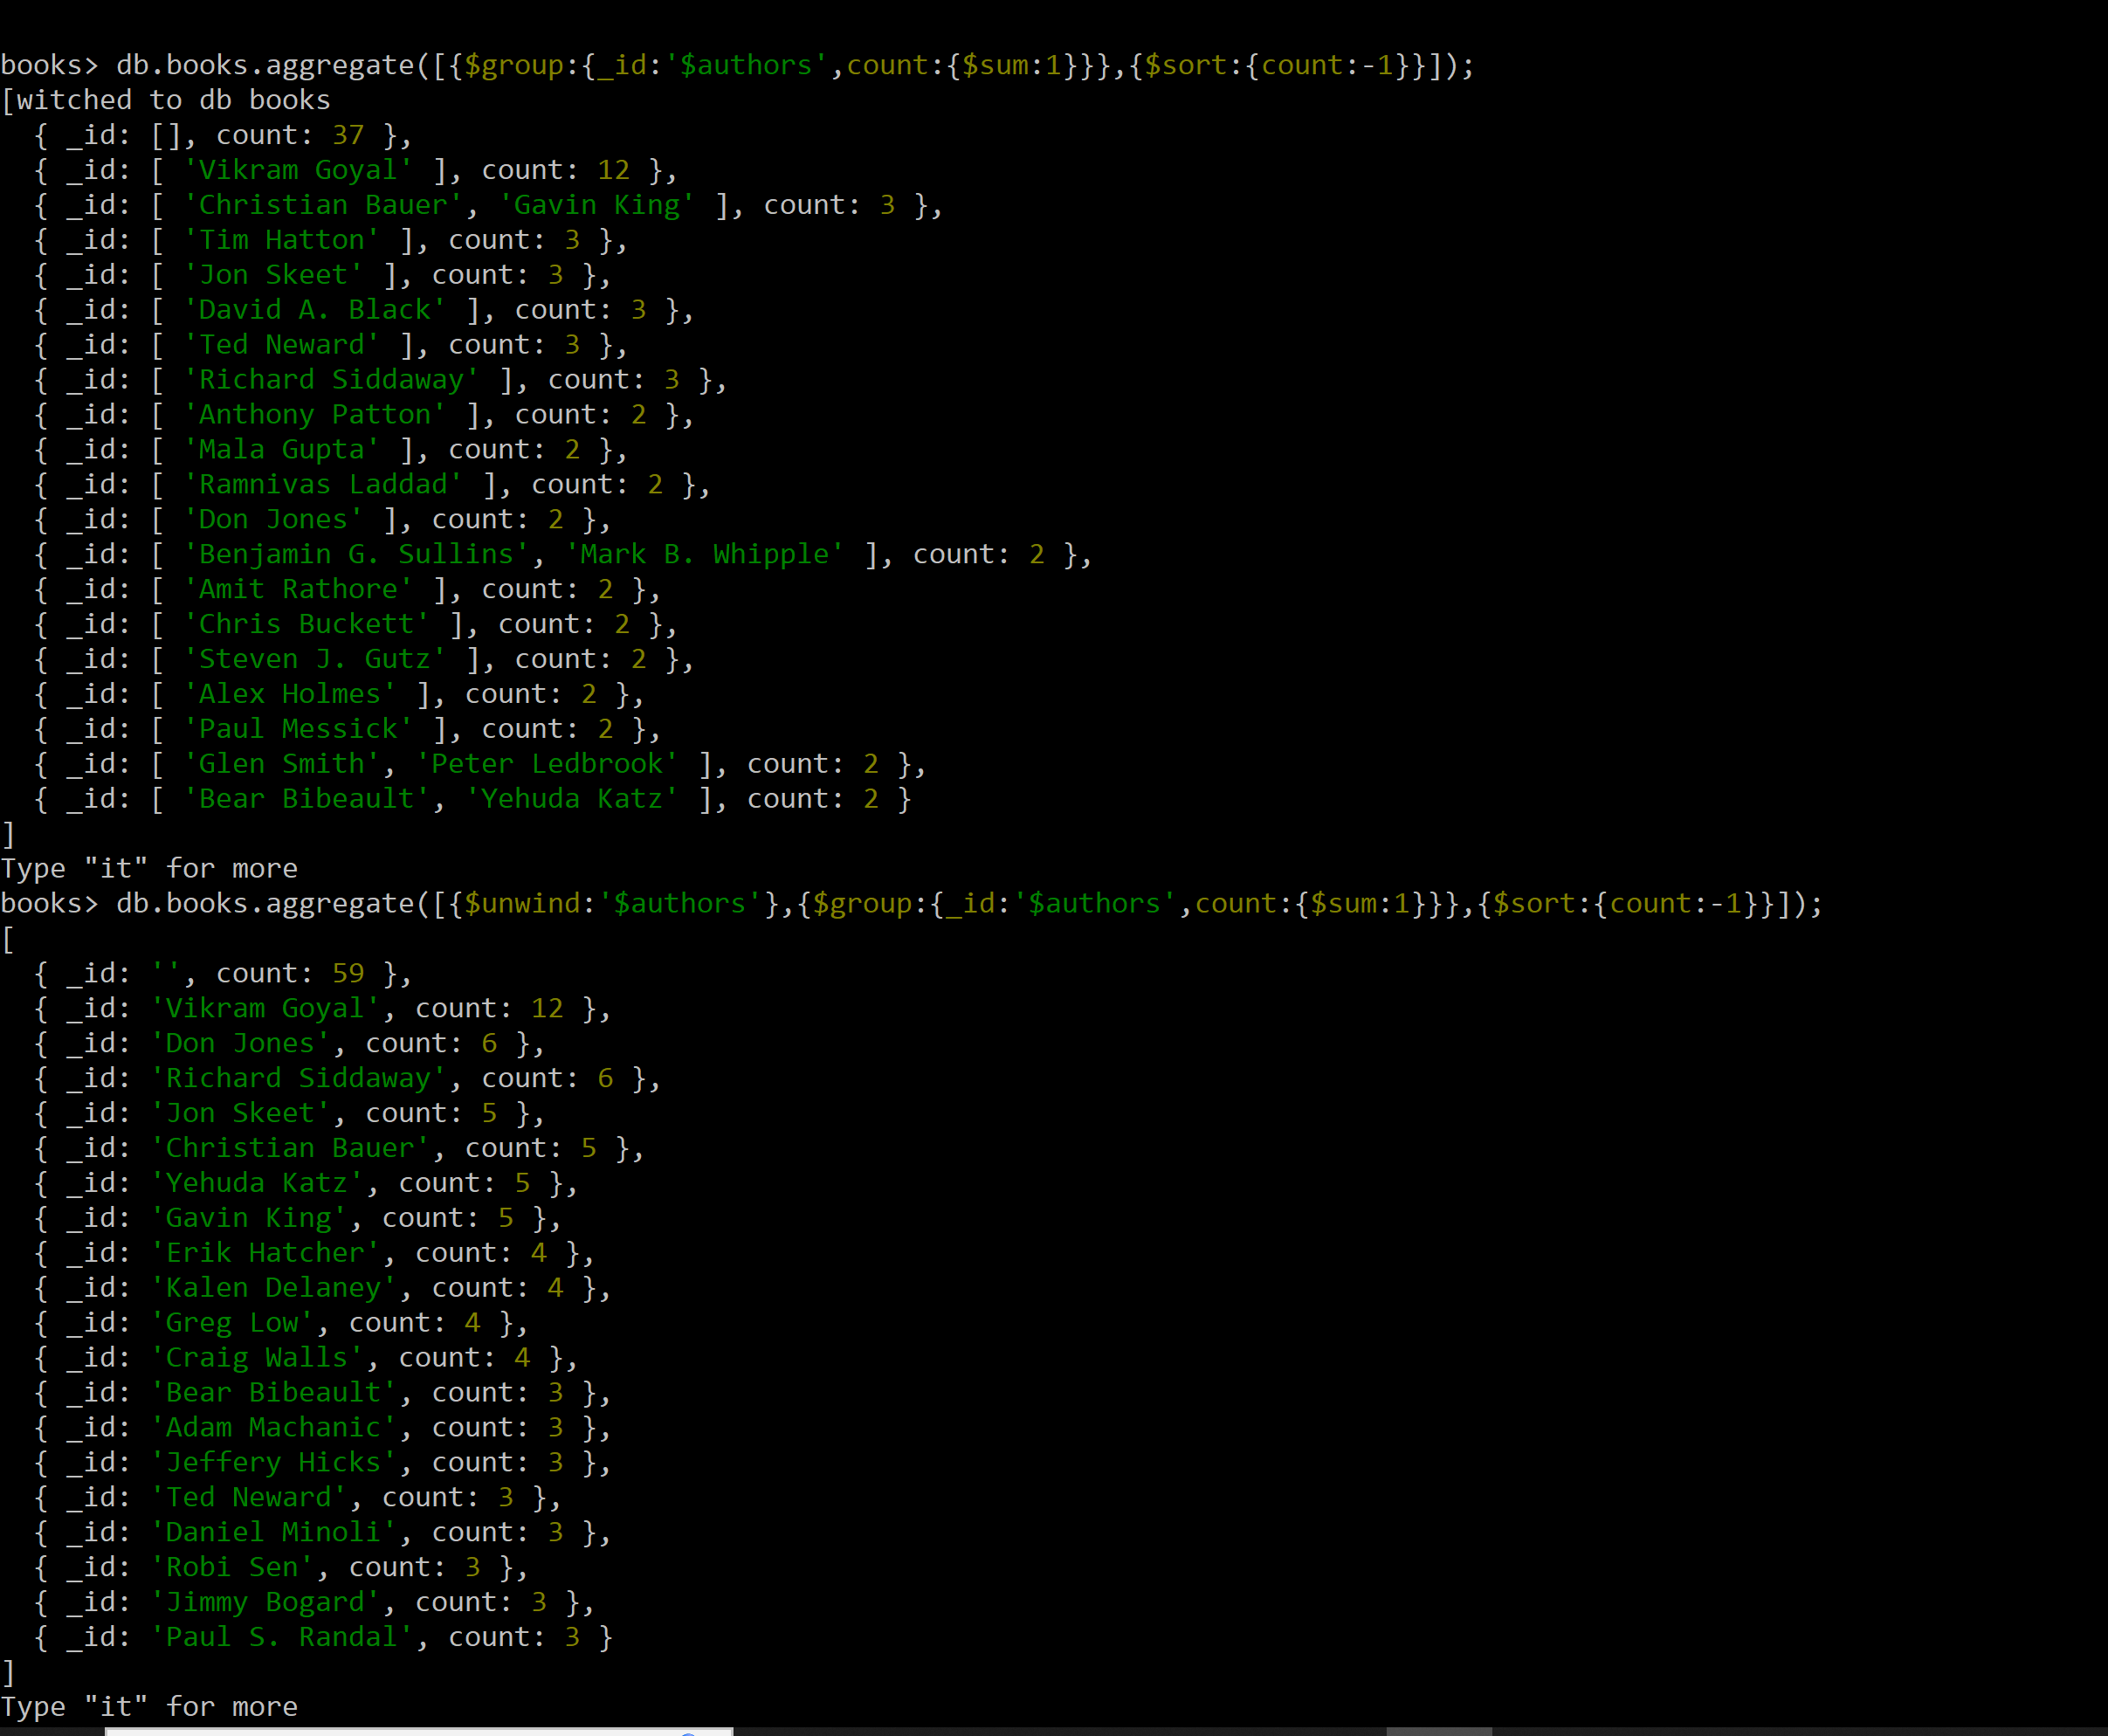 books> db.books.aggregate([{$group:{_id:'$authors',count:{$sum:1}}},{$sort:{count:-1}}]);
[witched to db books
  { _id: [], count: 37 },
  { _id: [ 'Vikram Goyal' ], count: 12 },
  { _id: [ 'Christian Bauer', 'Gavin King' ], count: 3 },
  { _id: [ 'Tim Hatton' ], count: 3 },
  { _id: [ 'Jon Skeet' ], count: 3 },
  { _id: [ 'David A. Black' ], count: 3 },
  { _id: [ 'Ted Neward' ], count: 3 },
  { _id: [ 'Richard Siddaway' ], count: 3 },
  { _id: [ 'Anthony Patton' ], count: 2 },
  { _id: [ 'Mala Gupta' ], count: 2 },
  { _id: [ 'Ramnivas Laddad' ], count: 2 },
  { _id: [ 'Don Jones' ], count: 2 },
  { _id: [ 'Benjamin G. Sullins', 'Mark B. Whipple' ], count: 2 },
  { _id: [ 'Amit Rathore' ], count: 2 },
  { _id: [ 'Chris Buckett' ], count: 2 },
  { _id: [ 'Steven J. Gutz' ], count: 2 },
  { _id: [ 'Alex Holmes' ], count: 2 },
  { _id: [ 'Paul Messick' ], count: 2 },
  { _id: [ 'Glen Smith', 'Peter Ledbrook' ], count: 2 },
  { _id: [ 'Bear Bibeault', 'Yehuda Katz' ], count: 2 }
]
Type "it" for more
books> db.books.aggregate([{$unwind:'$authors'},{$group:{_id:'$authors',count:{$sum:1}}},{$sort:{count:-1}}]);
[
  { _id: '', count: 59 },
  { _id: 'Vikram Goyal', count: 12 },
  { _id: 'Don Jones', count: 6 },
  { _id: 'Richard Siddaway', count: 6 },
  { _id: 'Jon Skeet', count: 5 },
  { _id: 'Christian Bauer', count: 5 },
  { _id: 'Yehuda Katz', count: 5 },
  { _id: 'Gavin King', count: 5 },
  { _id: 'Erik Hatcher', count: 4 },
  { _id: 'Kalen Delaney', count: 4 },
  { _id: 'Greg Low', count: 4 },
  { _id: 'Craig Walls', count: 4 },
  { _id: 'Bear Bibeault', count: 3 },
  { _id: 'Adam Machanic', count: 3 },
  { _id: 'Jeffery Hicks', count: 3 },
  { _id: 'Ted Neward', count: 3 },
  { _id: 'Daniel Minoli', count: 3 },
  { _id: 'Robi Sen', count: 3 },
  { _id: 'Jimmy Bogard', count: 3 },
  { _id: 'Paul S. Randal', count: 3 }
]
Type "it" for more